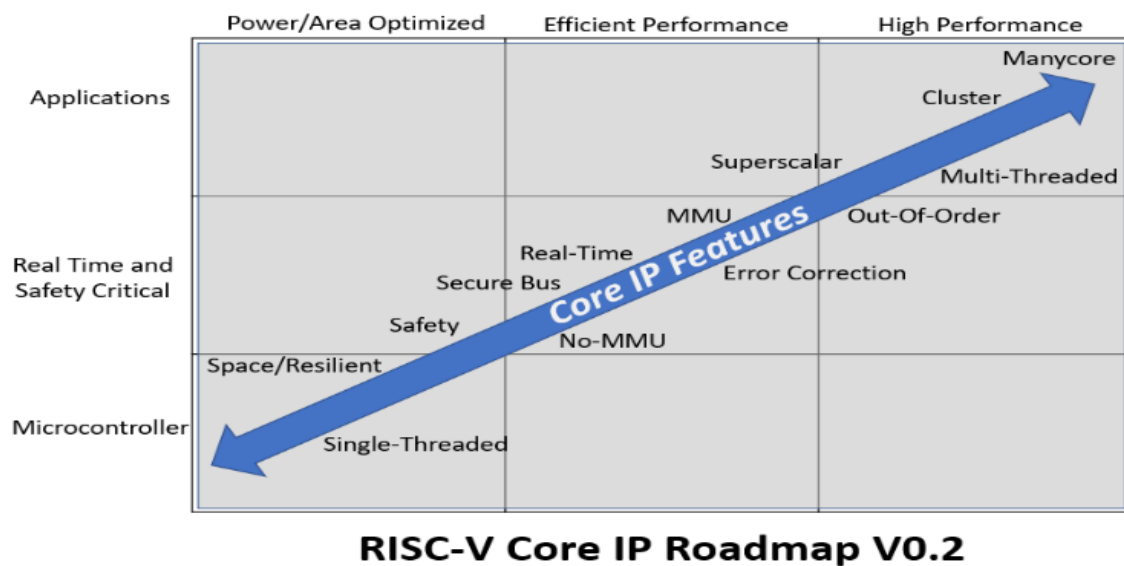 Power/Area Optimized
Efficient Performance
High Performance
Manycore
Applications
Cluster
Superscalar
Multi-Threaded
MMU
Out-Of-Order
Real-Time
Real Time and
Safety Critical
Secure Bus
Core IP Features
Error Correction
Safety
No-MMU
Space/Resilient
Microcontroller
Single-Threaded
RISC-V Core IP Roadmap V0.2